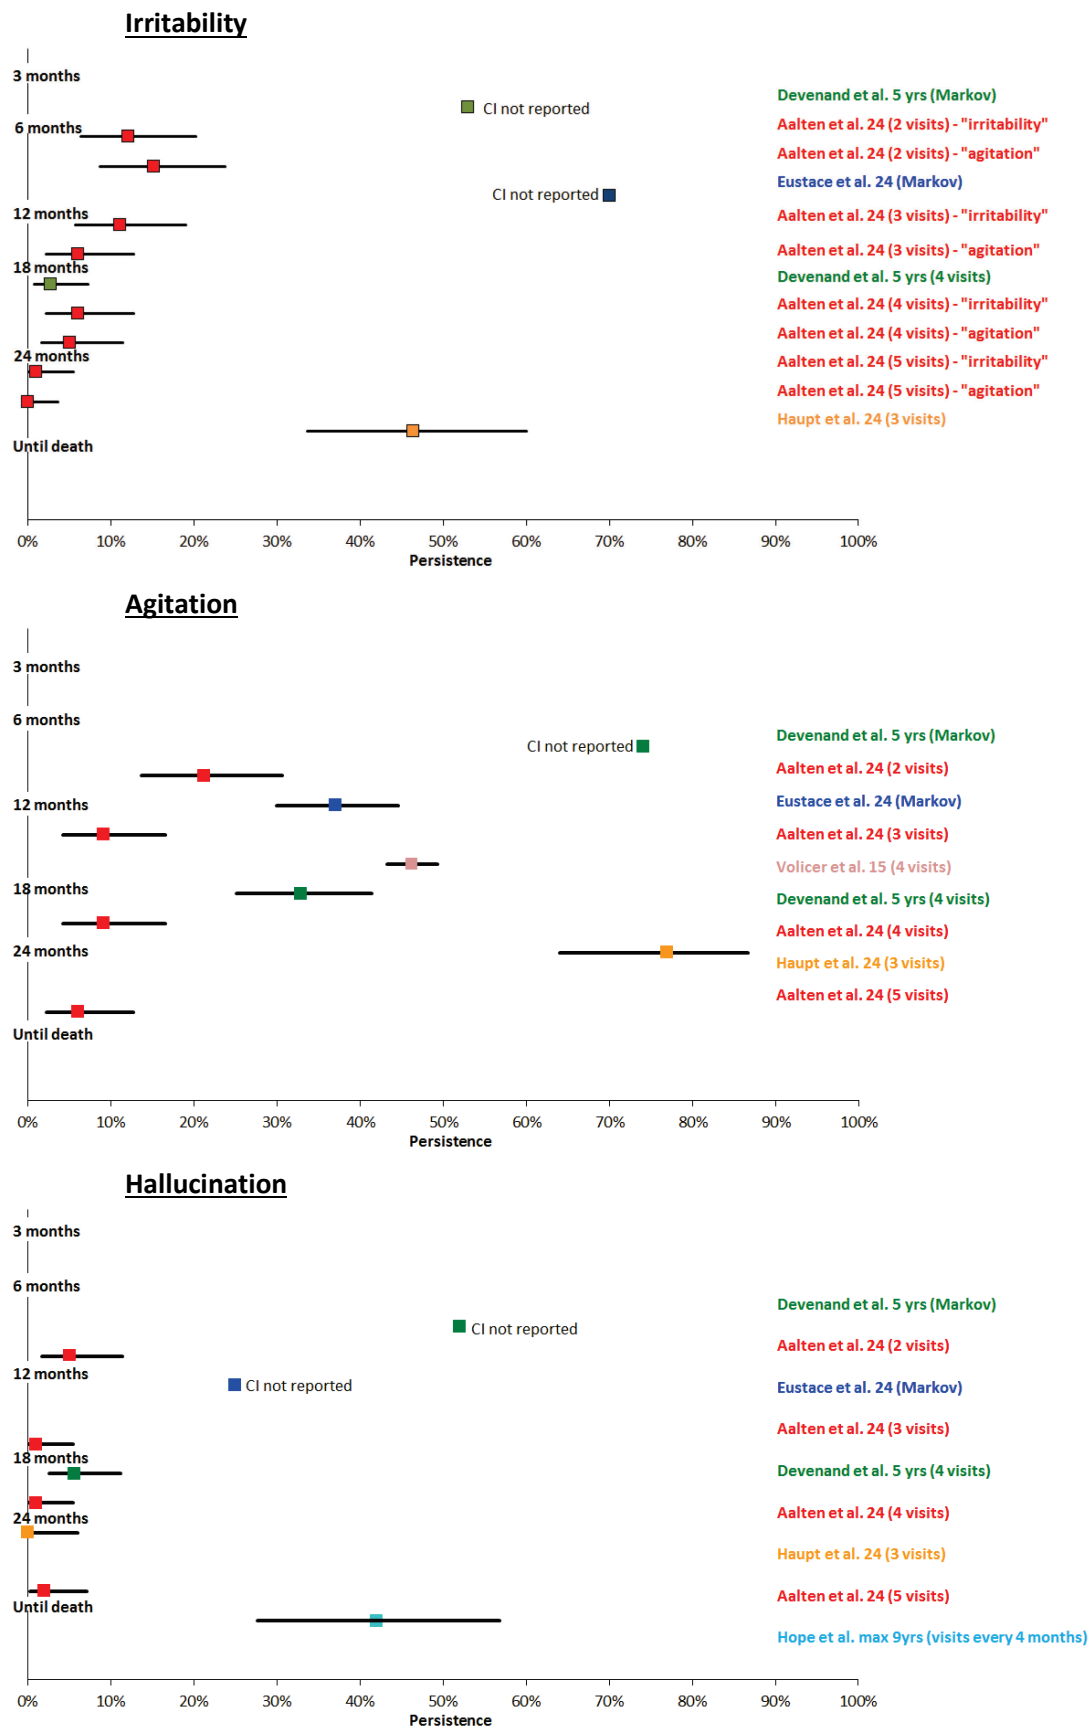 Irritability
3 months
Devenand et al. 5 yrs (Markov)
CI not reported
6 months
Aalten et al. 24 (2 visits) - "irritability"
Aalten et al. 24 (2 visits) - "agitation"
Eustace et al. 24 (Markov)
CI not reported
12 months
Aalten et al. 24 (3 visits) - "irritability"
Aalten et al. 24 (3 visits) - "agitation"
18 months
Devenand et al. 5 yrs (4 visits)
Aalten et al. 24 (4 visits) - "irritability"
Aalten et al. 24 (4 visits) - "agitation"
24 months
Aalten et al. 24 (5 visits) - "irritability"
Aalten et al. 24 (5 visits) - "agitation"
Haupt et al. 24 (3 visits)
Until death
0% 10% 20% 30% 40% 50% 60% 70% 80% 90% 100%
Persistence
Agitation
3 months
6 months
Devenand et al. 5 yrs (Markov)
CI not reported
Aalten et al. 24 (2 visits)
12 months
Eustace et al. 24 (Markov)
Aalten et al. 24 (3 visits)
Volicer et al. 15 (4 visits)
18 months
Devenand et al. 5 yrs (4 visits)
Aalten et al. 24 (4 visits)
24 months
Haupt et al. 24 (3 visits)
Aalten et al. 24 (5 visits)
Until death
0% 10% 20% 30% 40% 50% 60% 70% 80% 90% 100%
Persistence
Hallucination
3 months
6 months
Devenand et al. 5 yrs (Markov)
CI not reported
Aalten et al. 24 (2 visits)
12 months
CI not reported
Eustace et al. 24 (Markov)
Aalten et al. 24 (3 visits)
18 months
Devenand et al. 5 yrs (4 visits)
Aalten et al. 24 (4 visits)
24 months
Haupt et al. 24 (3 visits)
Aalten et al. 24 (5 visits)
Until death
Hope et al. max 9yrs (visits every 4 months)
0% 10% 20% 30% 40% 50% 60% 70% 80% 90% 100%
Persistence